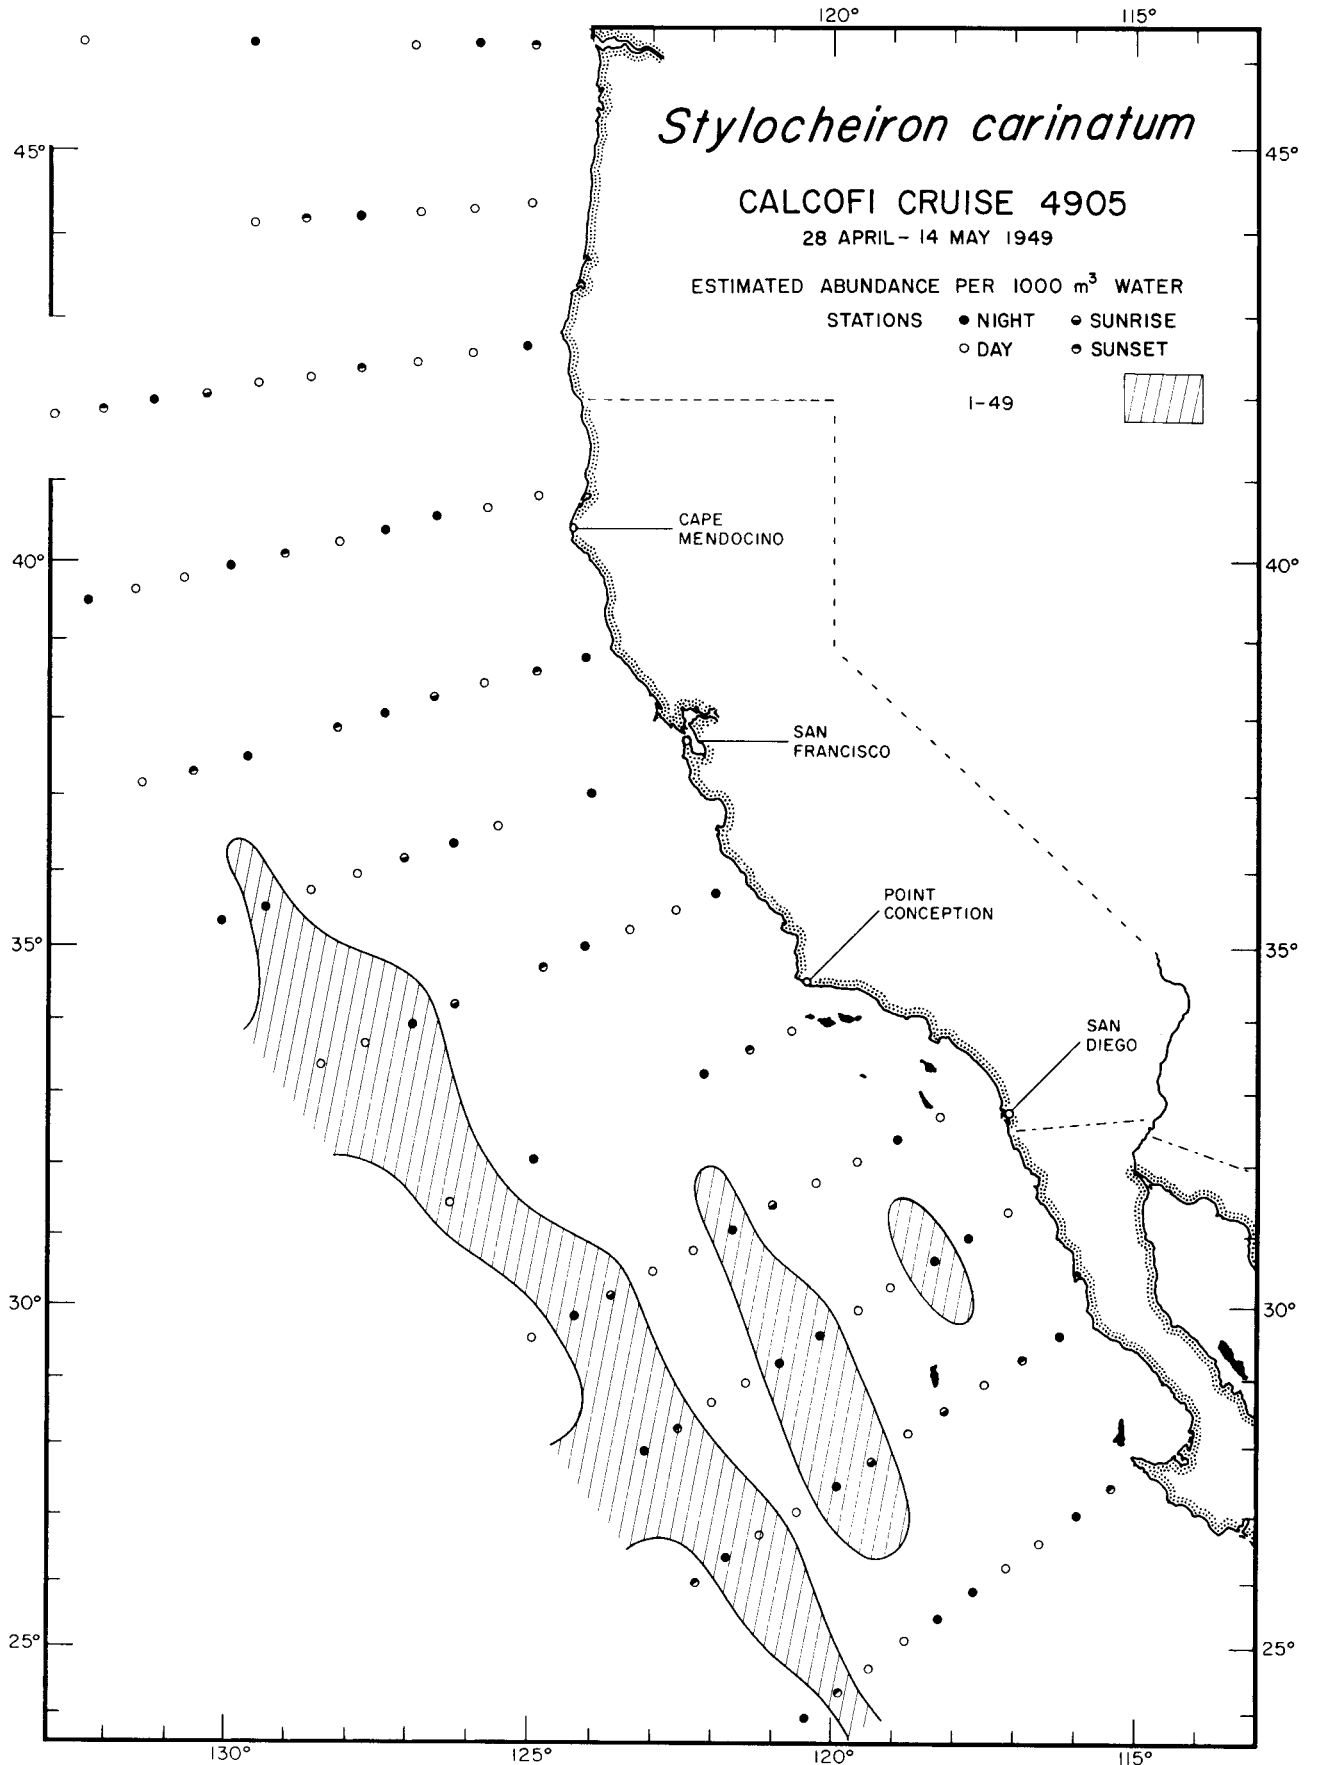 120° 115°
Stylocheiron carinatum
45° 45°
CALCOFI CRUISE 4905
28 APRIL – 14 MAY 1949
ESTIMATED ABUNDANCE PER 1000 m³ WATER
STATIONS NIGHT SUNRISE
DAY SUNSET
1–49
CAPE
MENDOCINO
40° 40°
SAN
FRANCISCO
POINT
CONCEPTION
35° 35°
SAN
DIEGO
30° 30°
25° 25°
130° 125° 120° 115°